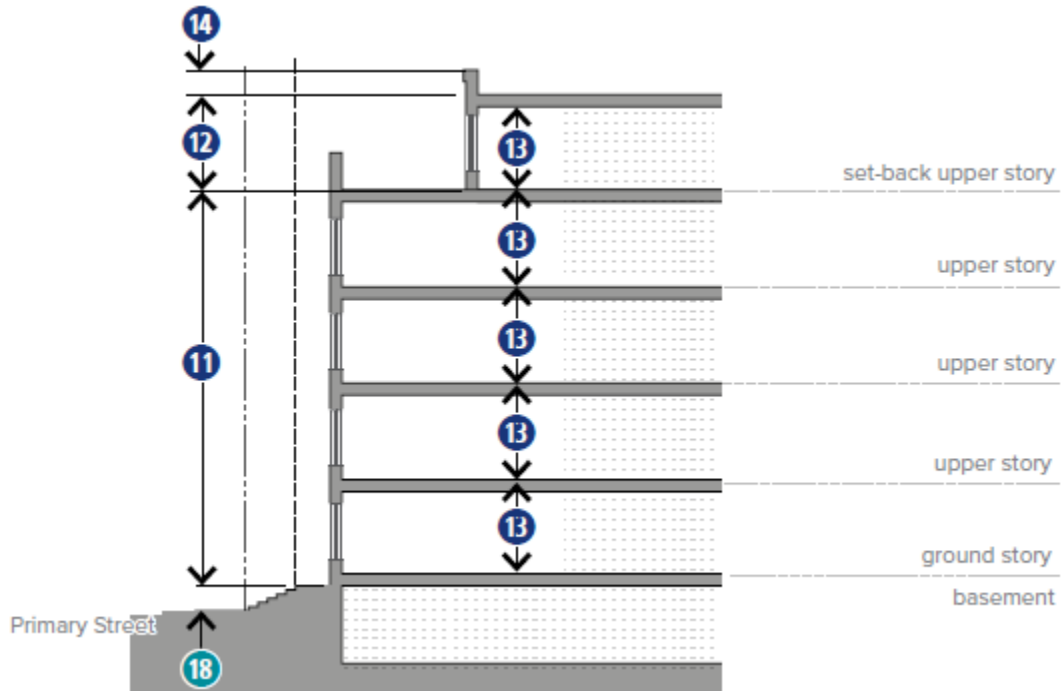 14
12
13
set-back upper story
13
upper story
13
11
upper story
13
upper story
13
ground story
basement
Primary Street
18